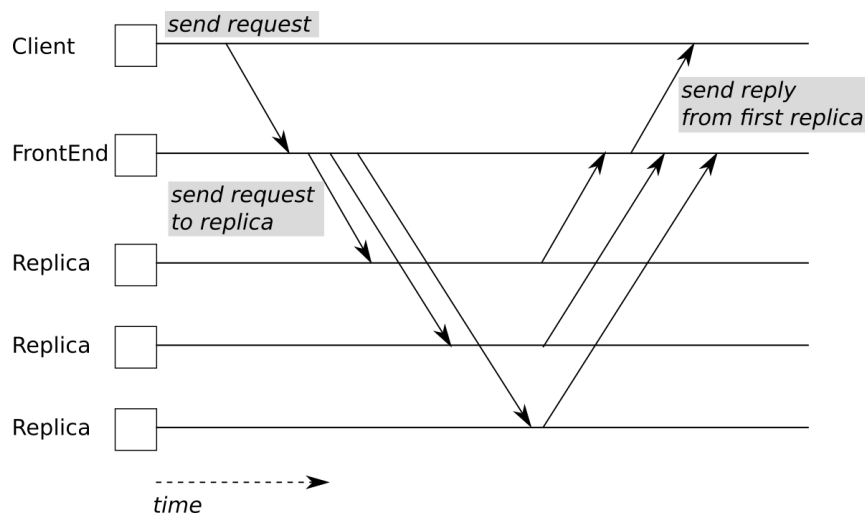 send request
Client
send reply
from first replica
FrontEnd
send request
to replica
Replica
Replica
Replica
time